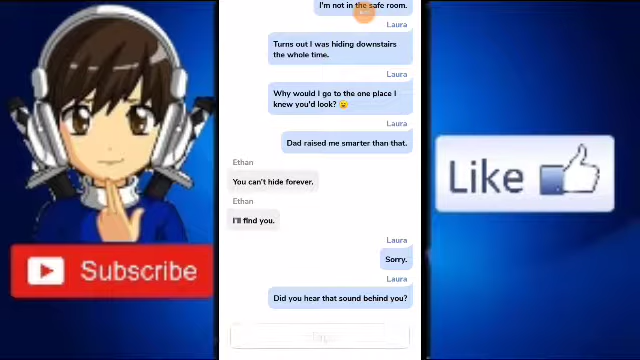 I'm not in the safe room.
Laura
Turns out I was hiding downstairs
the whole time.
Laura
Why would I go to the one place I
knew you'd look? 😉
Laura
Dad raised me smarter than that.
Ethan
You can't hide forever.
Ethan
I'll find you.
Laura
Sorry.
Laura
Did you hear that sound behind you?
Subscribe
Like